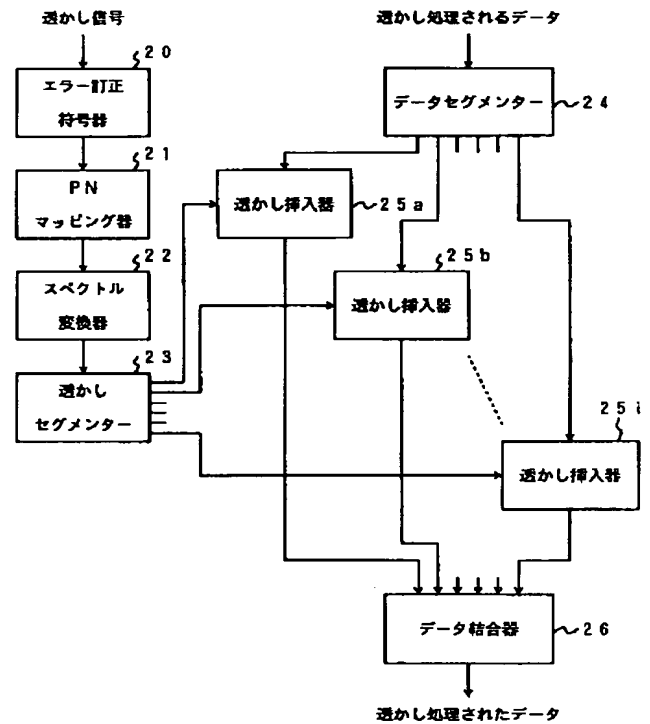 透かし信号
透かし処理されるデータ
20
エラー訂正
符号器
データセグメンター
24
21
PN
マッピング器
透かし挿入器
25a
22
スペクトル
変換器
25b
透かし挿入器
23
透かし
セグメンター
25i
透かし挿入器
データ結合器
26
透かし処理されたデータ